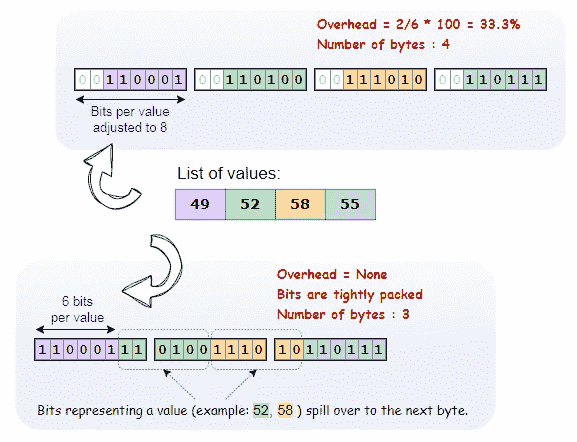 Overhead = 2/6 * 100 = 33.3%
Number of bytes : 4
00110001 00110100 00111010 00110111
Bits per value
adjusted to 8
List of values:
49 52 58 55
Overhead = None
Bits are tightly packed
Number of bytes : 3
6 bits
per value
11000111 01001110 10110111
Bits representing a value (example: 52, 58 ) spill over to the next byte.